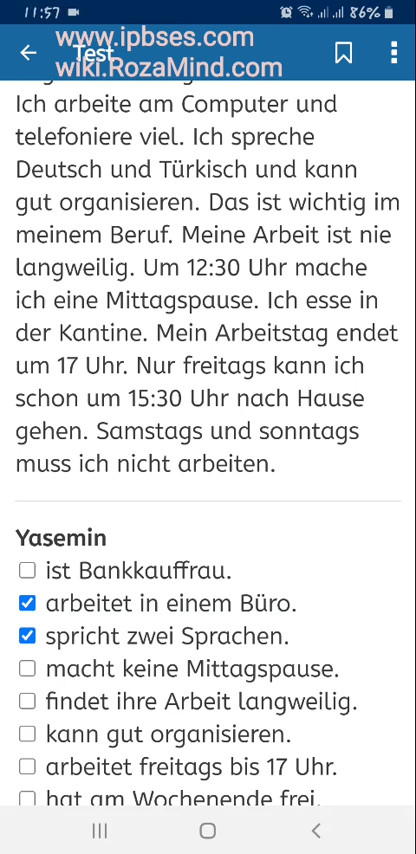 11:57 86%
www.ipbses.com
Test
wiki.RozaMind.com
Ich arbeite am Computer und
telefoniere viel. Ich spreche
Deutsch und Türkisch und kann
gut organisieren. Das ist wichtig im
meinem Beruf. Meine Arbeit ist nie
langweilig. Um 12:30 Uhr mache
ich eine Mittagspause. Ich esse in
der Kantine. Mein Arbeitstag endet
um 17 Uhr. Nur freitags kann ich
schon um 15:30 Uhr nach Hause
gehen. Samstags und sonntags
muss ich nicht arbeiten.
Yasemin
ist Bankkauffrau.
arbeitet in einem Büro.
spricht zwei Sprachen.
macht keine Mittagspause.
findet ihre Arbeit langweilig.
kann gut organisieren.
arbeitet freitags bis 17 Uhr.
hat am Wochenende frei.